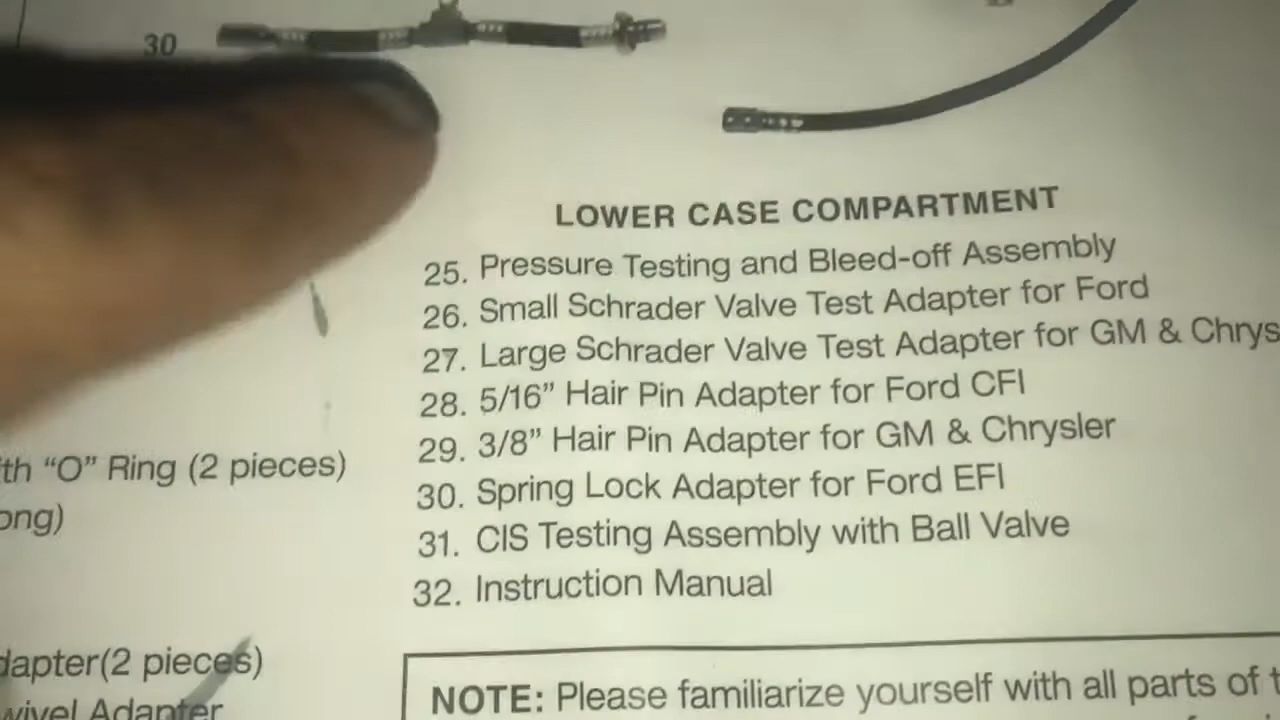 30
LOWER CASE COMPARTMENT
25. Pressure Testing and Bleed-off Assembly
26. Small Schrader Valve Test Adapter for Ford
27. Large Schrader Valve Test Adapter for GM & Chrys
28. 5/16” Hair Pin Adapter for Ford CFI
29. 3/8” Hair Pin Adapter for GM & Chrysler
30. Spring Lock Adapter for Ford EFI
31. CIS Testing Assembly with Ball Valve
32. Instruction Manual
th “O” Ring (2 pieces)
ong)
dapter(2 pieces)
wivel Adapter
NOTE: Please familiarize yourself with all parts of t